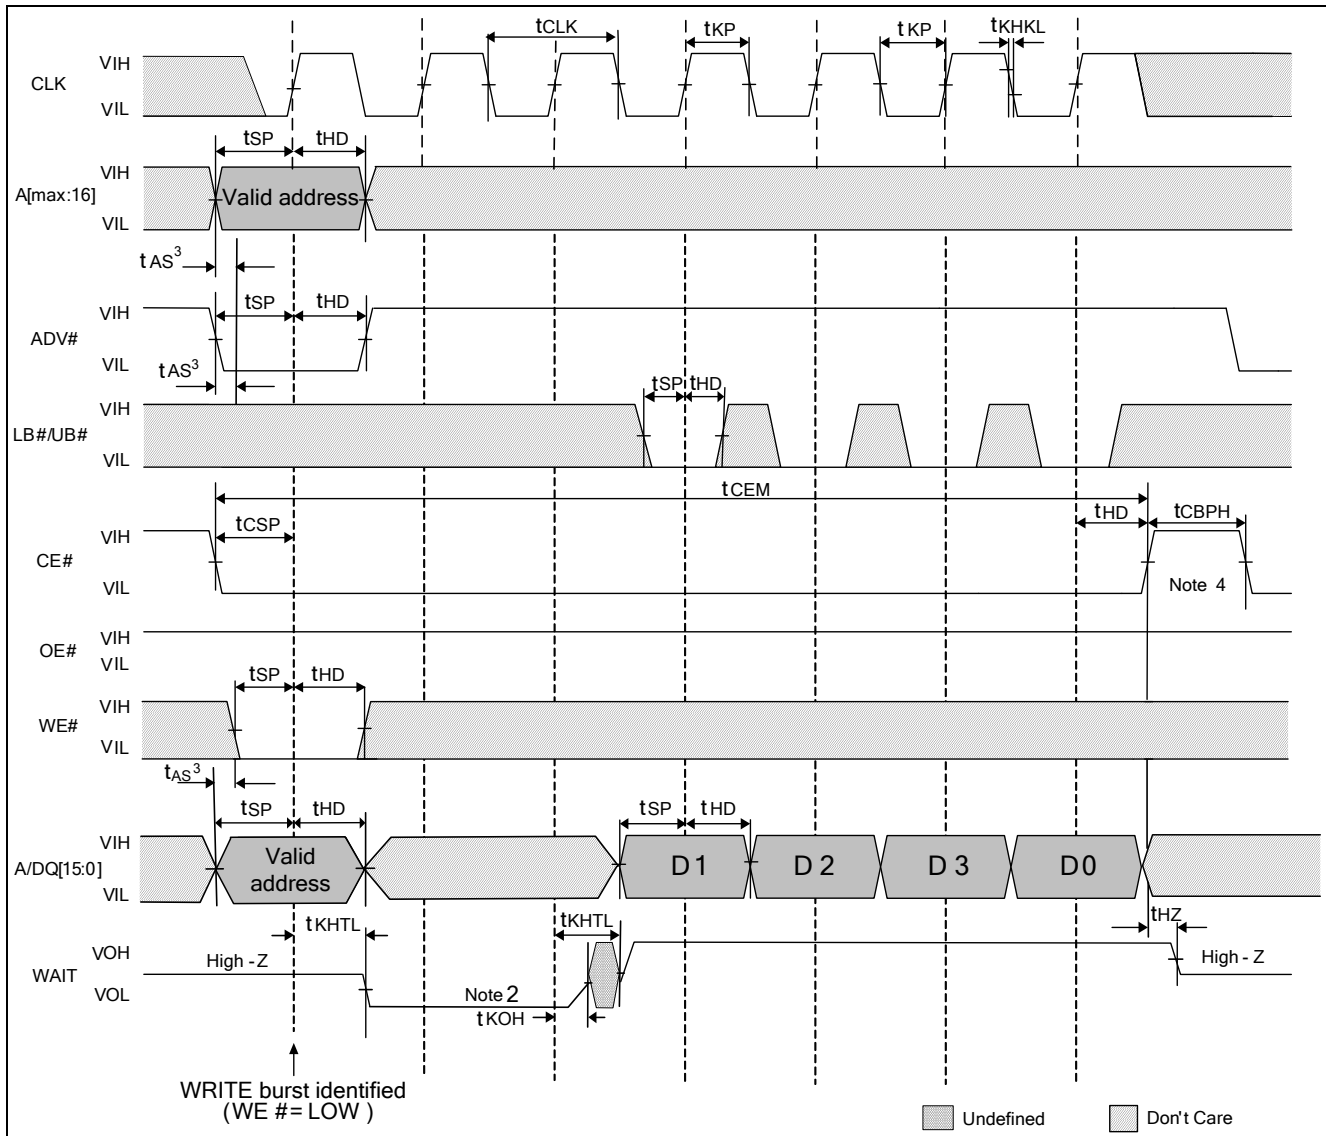 tCLK tKP tKP tKHKL
VIH
CLK
VIL
tSP tHD
VIH
A[max:16] Valid address
VIL
tAS3
tSP tHD
VIH
ADV#
VIL
tAS3
tSP tHD
VIH
LB#/UB#
VIL
tCEM
tCSP tHD tCBPH
VIH
CE#
VIL Note 4
VIH
OE#
VIL
tSP tHD
VIH
WE#
VIL
tAS3
tSP tHD tSP tHD
VIH
A/DQ[15:0] Valid address D1 D2 D3 D0
VIL
tKHTL tKHTL tHZ
VOH
WAIT High-Z High-Z
VOL Note 2
tKOH
WRITE burst identified
(WE #= LOW )
Undefined Don't Care